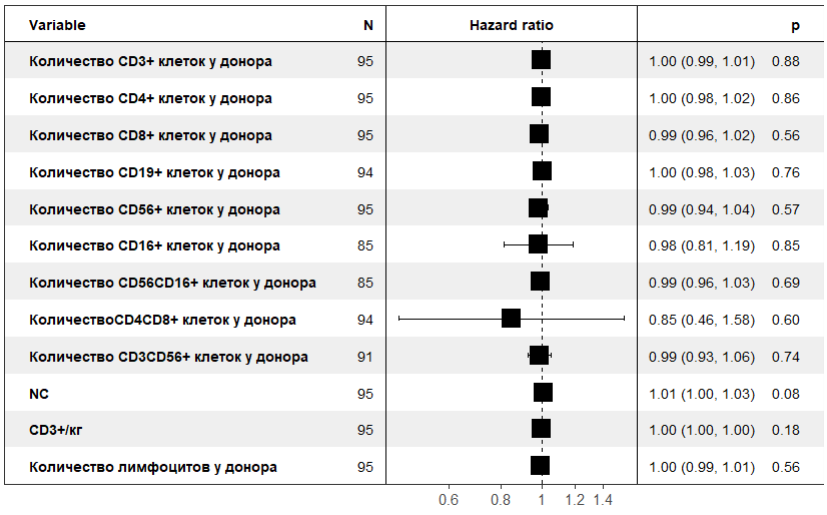 Variable N Hazard ratio p
Количество CD3+ клеток у донора 95 1.00 (0.99, 1.01) 0.88
Количество CD4+ клеток у донора 95 1.00 (0.98, 1.02) 0.86
Количество CD8+ клеток у донора 95 0.99 (0.96, 1.02) 0.56
Количество CD19+ клеток у донора 94 1.00 (0.98, 1.03) 0.76
Количество CD56+ клеток у донора 95 0.99 (0.94, 1.04) 0.57
Количество CD16+ клеток у донора 85 0.98 (0.81, 1.19) 0.85
Количество CD56CD16+ клеток у донора 85 0.99 (0.96, 1.03) 0.69
КоличествоCD4CD8+ клеток у донора 94 0.85 (0.46, 1.58) 0.60
Количество CD3CD56+ клеток у донора 91 0.99 (0.93, 1.06) 0.74
NC 95 1.01 (1.00, 1.03) 0.08
CD3+/кг 95 1.00 (1.00, 1.00) 0.18
Количество лимфоцитов у донора 95 1.00 (0.99, 1.01) 0.56
0.6 0.8 1 1.2 1.4